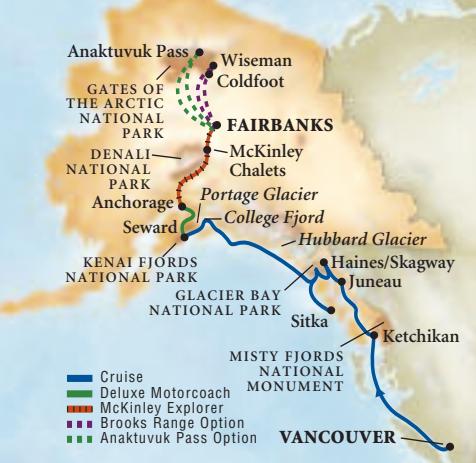 Anaktuvuk Pass
Wiseman
Coldfoot
GATES OF
THE ARCTIC
NATIONAL
PARK
FAIRBANKS
DENALI
NATIONAL
PARK
McKinley
Chalets
Anchorage
Portage Glacier
College Fjord
Seward
Hubbard Glacier
KENAI FJORDS
NATIONAL PARK
Haines/Skagway
Juneau
GLACIER BAY
NATIONAL PARK
Sitka
Ketchikan
MISTY FJORDS
NATIONAL
MONUMENT
Cruise
Deluxe Motorcoach
McKinley Explorer
Brooks Range Option
Anaktuvuk Pass Option
VANCOUVER